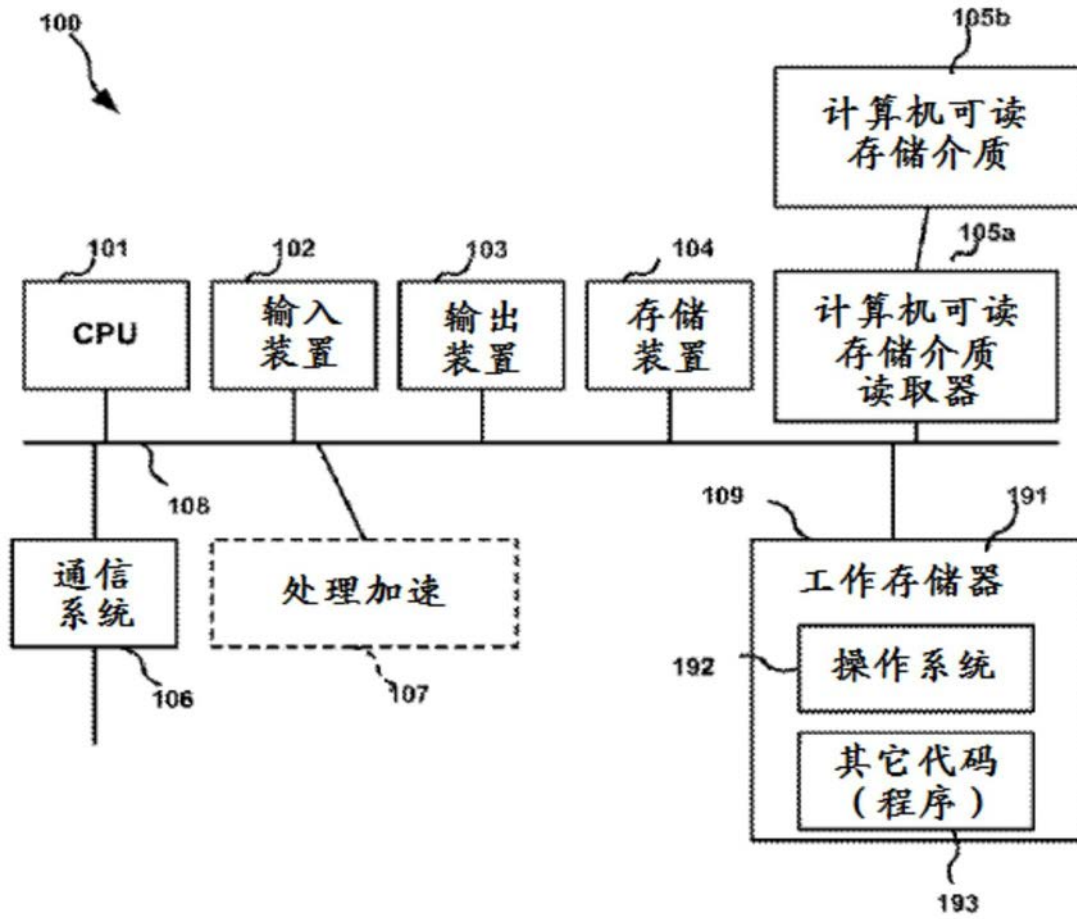 100
105b
计算机可读
存储介质
101
102
103
104
105a
CPU
输入
装置
输出
装置
存储
装置
计算机可读
存储介质
读取器
108
109
191
通信
系统
处理加速
工作存储器
106
107
192
操作系统
其它代码
(程序)
193